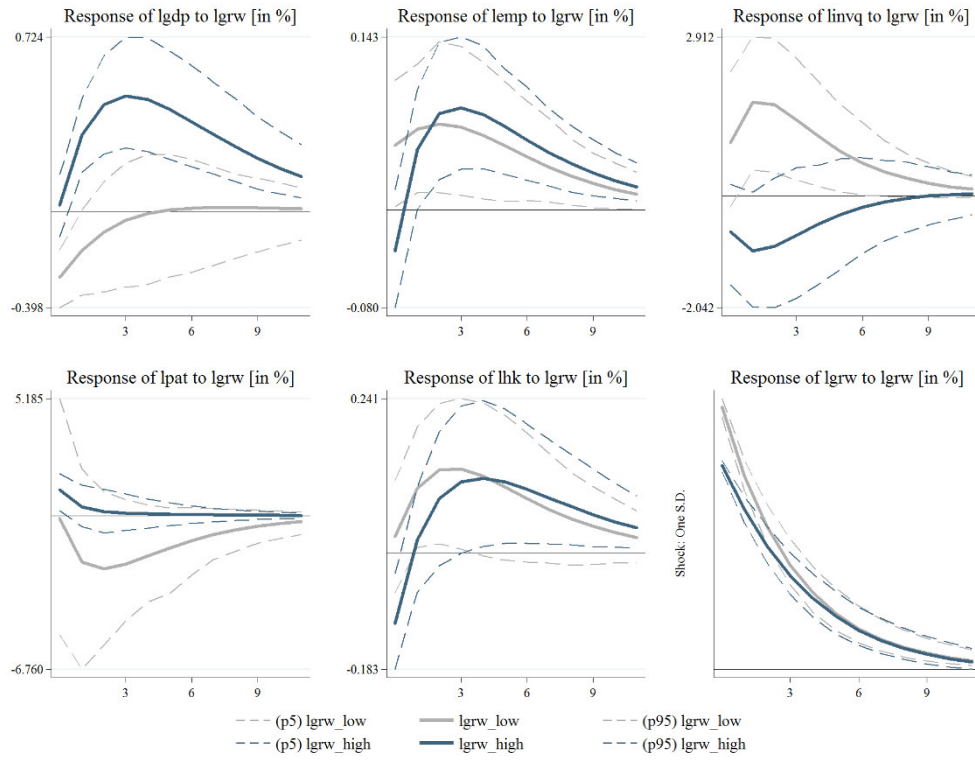 Response of lgdp to lgrw [in %]
0.724
-0.398
3 6 9
Response of lemp to lgrw [in %]
0.143
-0.080
3 6 9
Response of linvq to lgrw [in %]
2.912
-2.042
3 6 9
Response of lpat to lgrw [in %]
5.185
-6.760
3 6 9
Response of lhk to lgrw [in %]
0.241
-0.183
3 6 9
Response of lgrw to lgrw [in %]
Shock: One S.D.
3 6 9
(p5) lgrw_low lgrw_low (p95) lgrw_low
(p5) lgrw_high lgrw_high (p95) lgrw_high